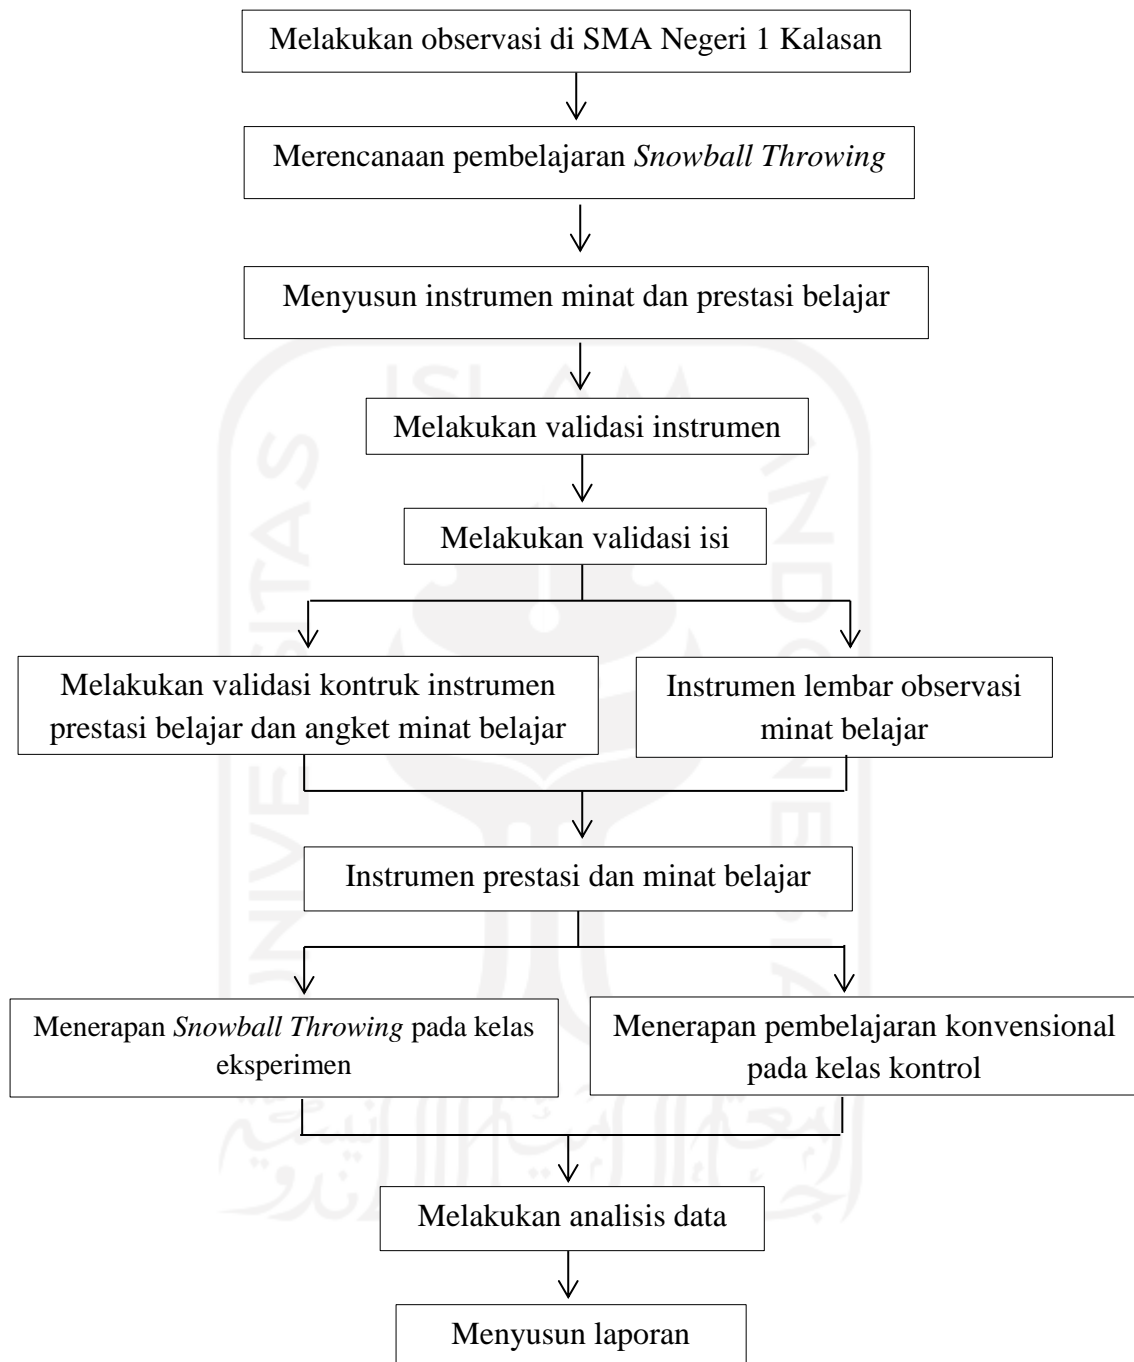 Melakukan observasi di SMA Negeri 1 Kalasan
Merencanaan pembelajaran Snowball Throwing
Menyusun instrumen minat dan prestasi belajar
Melakukan validasi instrumen
Melakukan validasi isi
Melakukan validasi kontruk instrumen
prestasi belajar dan angket minat belajar
Instrumen lembar observasi
minat belajar
Instrumen prestasi dan minat belajar
Menerapan Snowball Throwing pada kelas
eksperimen
Menerapan pembelajaran konvensional
pada kelas kontrol
Melakukan analisis data
Menyusun laporan
UNIVERSITAS
ISLAM
INDONESIA